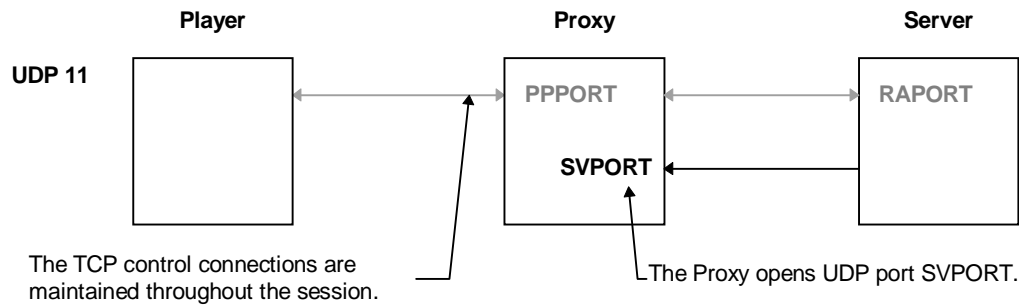 Player Proxy Server
UDP 11
PPPORT RAPORT
SVPORT
The TCP control connections are
maintained throughout the session.
The Proxy opens UDP port SVPORT.